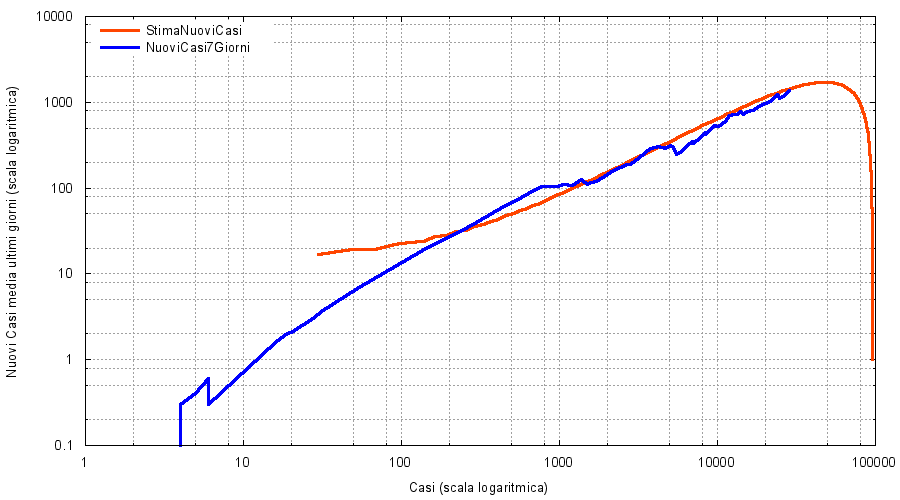 StimaNuoviCasi
NuoviCasi7Giorni
Nuovi Casi media ultimi giorni (scala logaritmica)
10000
1000
100
10
1
0.1
1 10 100 1000 10000 100000
Casi (scala logaritmica)